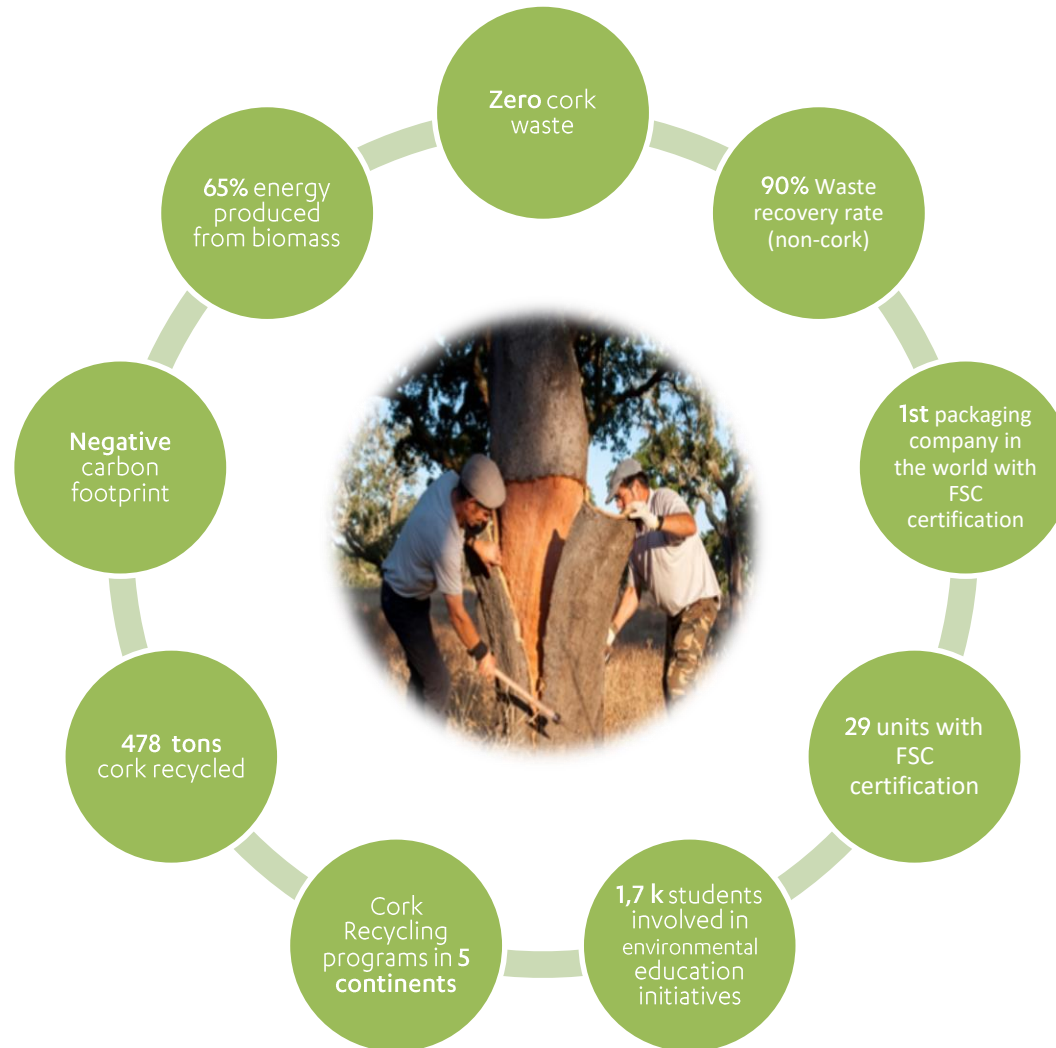 Zero cork
waste
90% Waste
recovery rate
(non-cork)
1st packaging
company in
the world with
FSC
certification
29 units with
FSC
certification
1,7 k students
involved in
environmental
education
initiatives
Cork
Recycling
programs in 5
continents
478 tons
cork recycled
Negative
carbon
footprint
65% energy
produced
from biomass